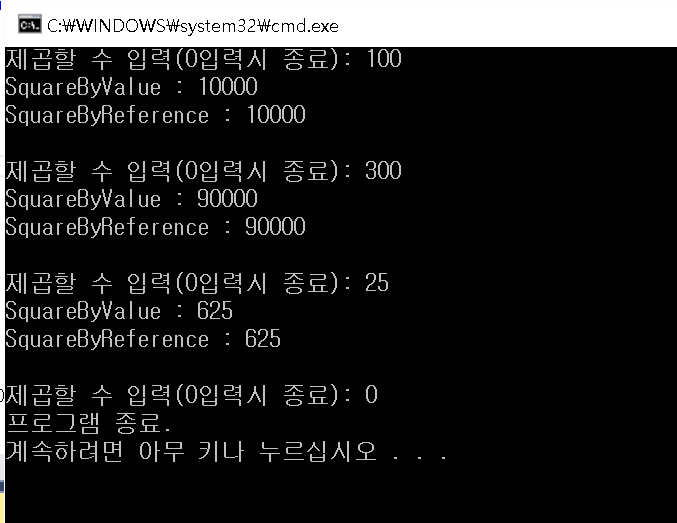 C:\WINDOWS\system32\cmd.exe
제곱할 수 입력(0입력시 종료): 100
SquareByValue : 10000
SquareByReference : 10000
제곱할 수 입력(0입력시 종료): 300
SquareByValue : 90000
SquareByReference : 90000
제곱할 수 입력(0입력시 종료): 25
SquareByValue : 625
SquareByReference : 625
제곱할 수 입력(0입력시 종료): 0
프로그램 종료.
계속하려면 아무 키나 누르십시오 . . .